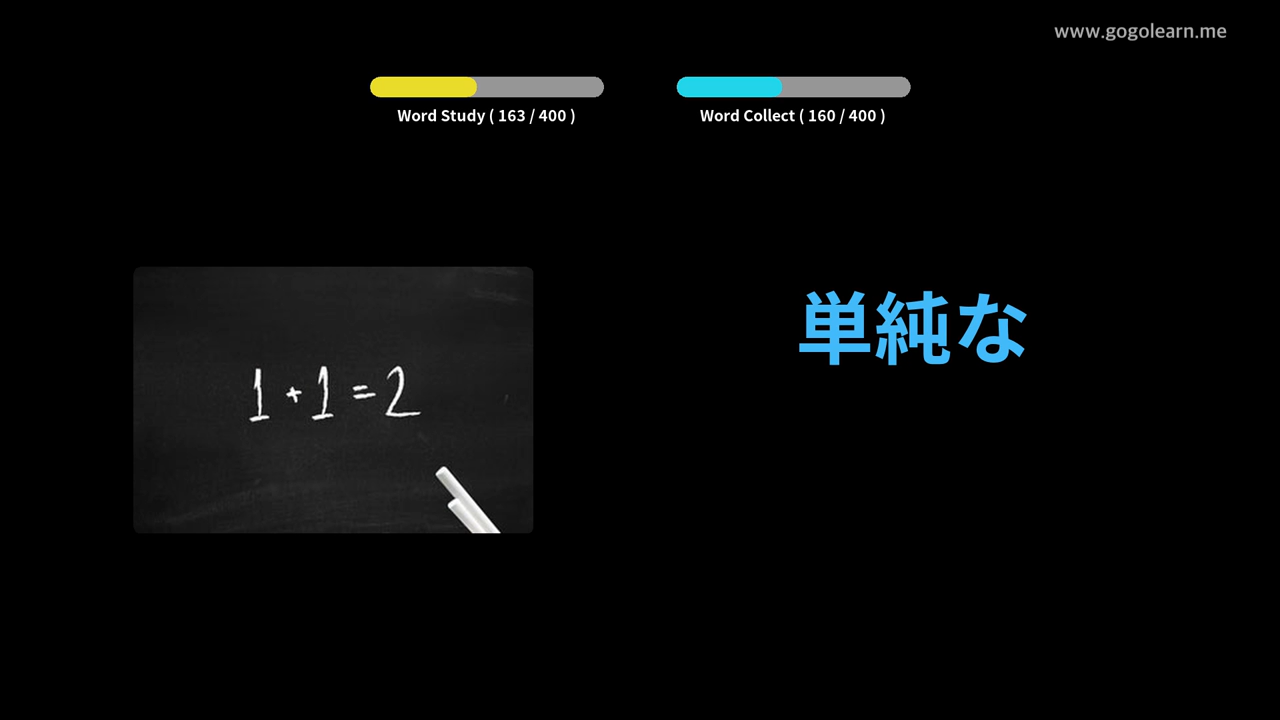 www.gogolearn.me
Word Study ( 163 / 400 )
Word Collect ( 160 / 400 )
単純な
1 + 1 = 2